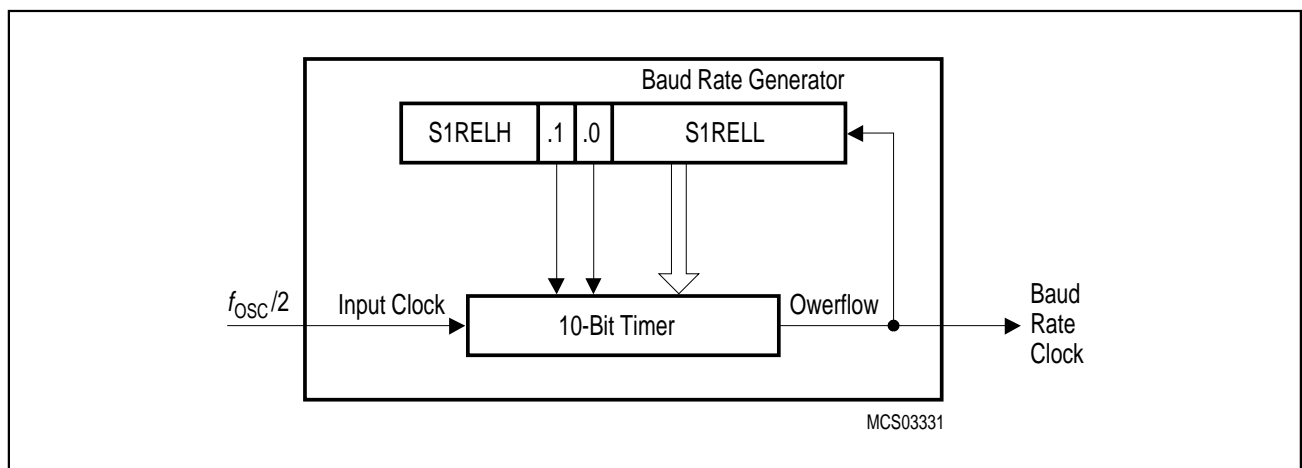 Baud Rate Generator
S1RELH .1 .0 S1RELL
fOSC/2
Input Clock
10-Bit Timer
Owerflow
Baud
Rate
Clock
MCS03331